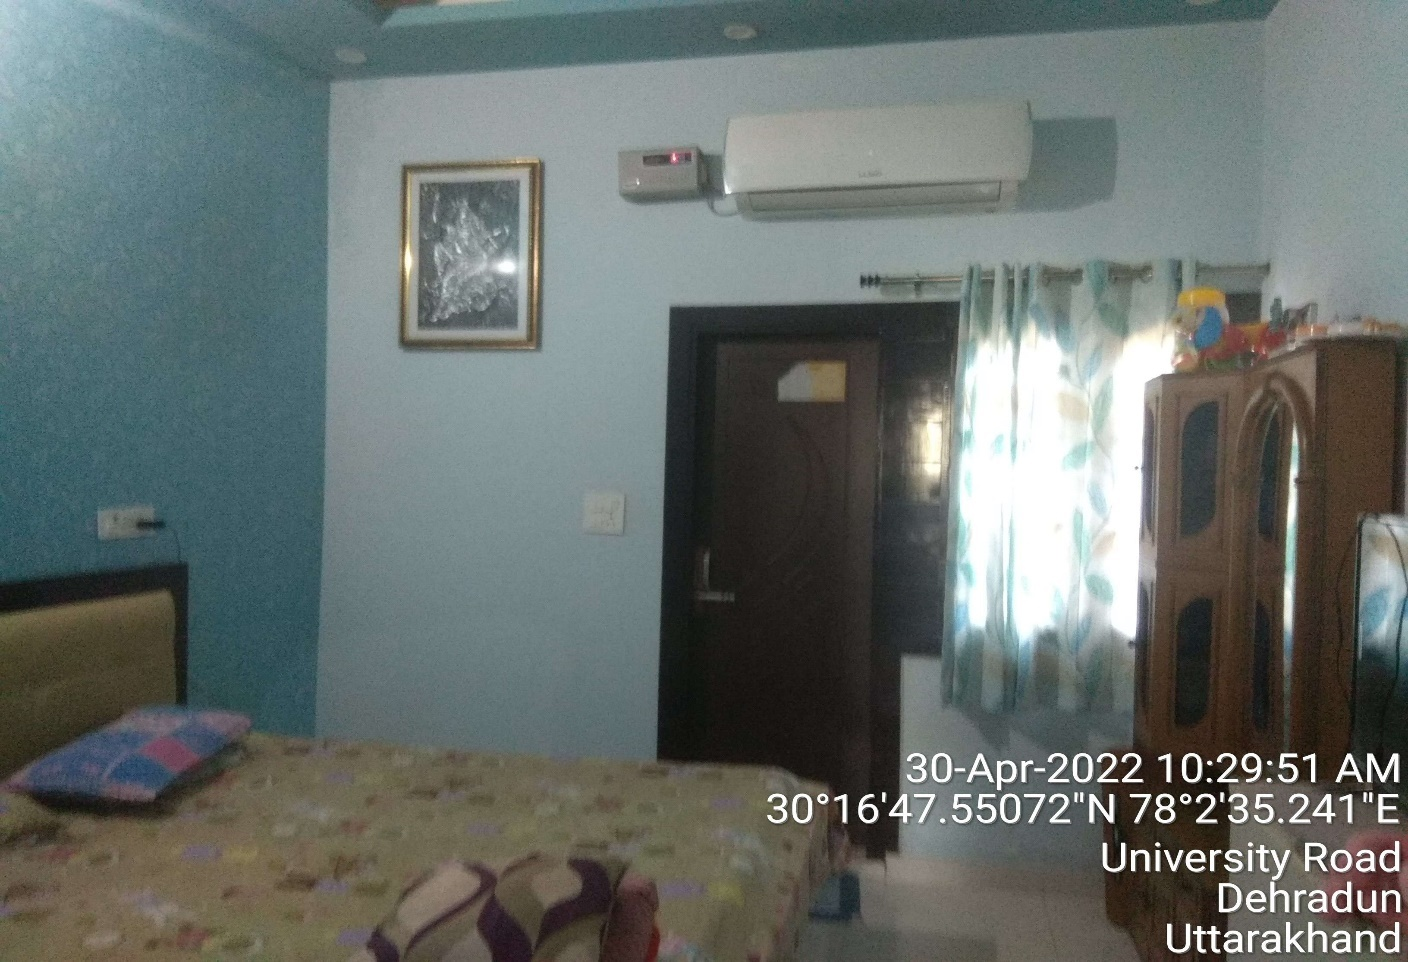 30-Apr-2022 10:29:51 AM
30°16'47.55072"N 78°2'35.241"E
University Road
Dehradun
Uttarakhand